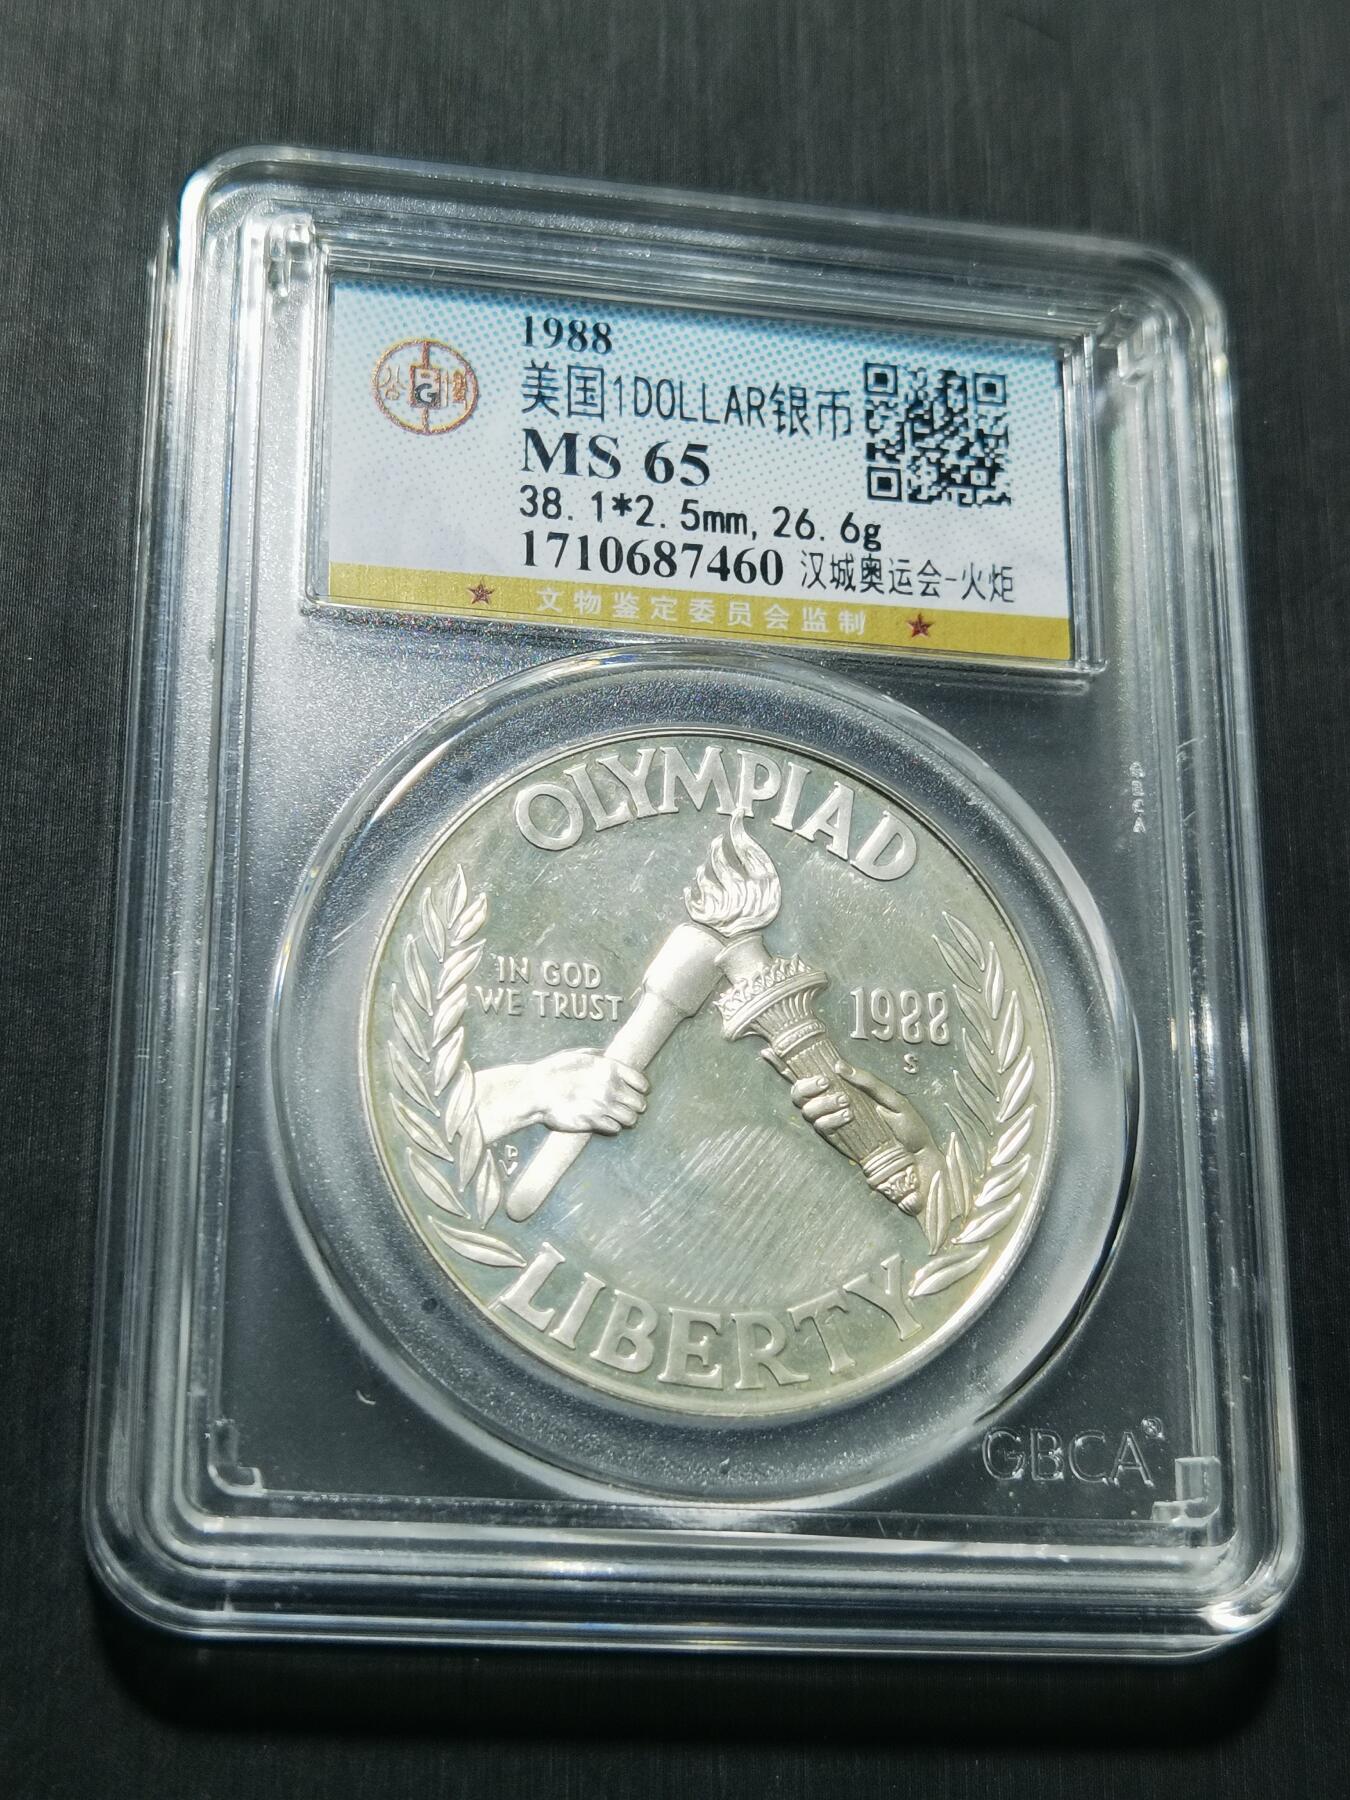 1988
美国1DOLLAR银币
MS 65
38.1*2.5mm,26.6g
1710687460 汉城奥运会-火炬
文物鉴定委员会监制
OLYMPIAD
IN GOD
WE TRUST
1988
S
LIBERTY
GBCA®